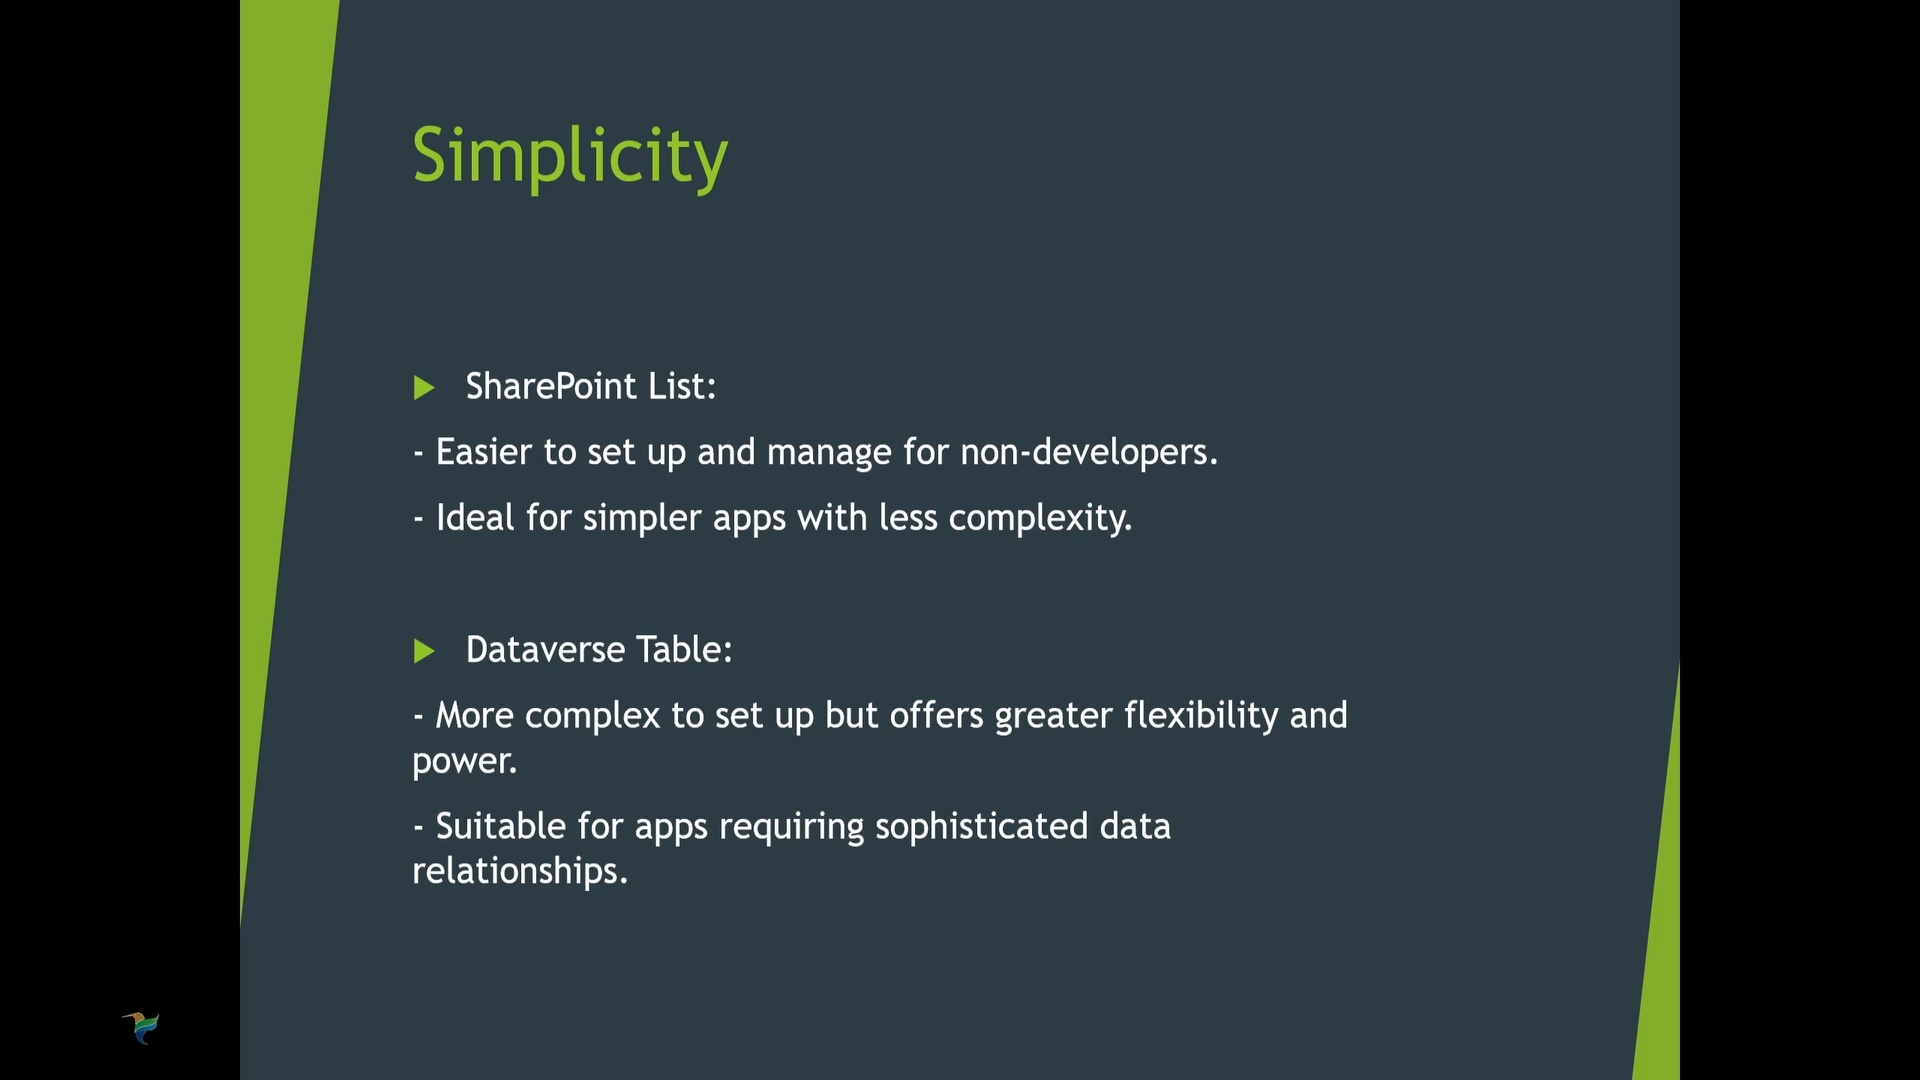 Simplicity
SharePoint List:
- Easier to set up and manage for non-developers.
- Ideal for simpler apps with less complexity.
Dataverse Table:
- More complex to set up but offers greater flexibility and
power.
- Suitable for apps requiring sophisticated data
relationships.